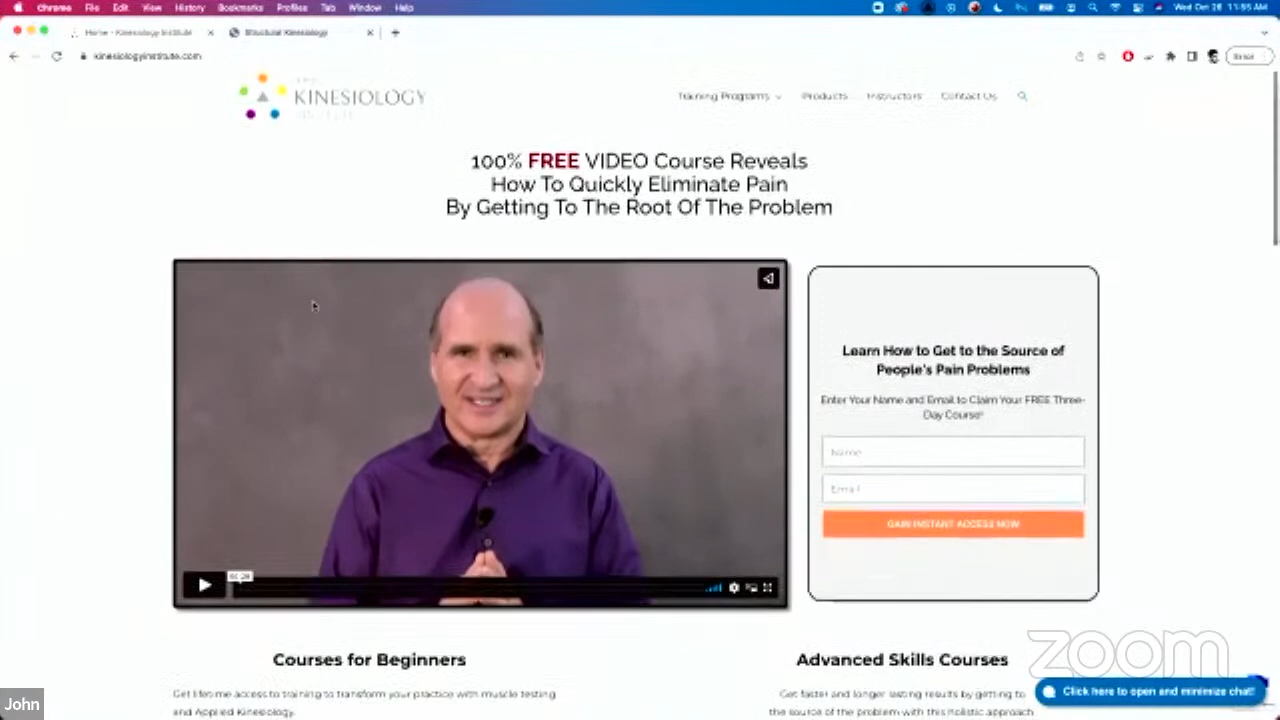 Chrome File Edit View History Bookmarks Profiles Tab Window Help
Home - Kinesiology Institute
Structural Kinesiology
kinesiologyinstitute.com
KINESIOLOGY
Training Programs Products Instructors Contact Us
100% FREE VIDEO Course Reveals
How To Quickly Eliminate Pain
By Getting To The Root Of The Problem
Learn How to Get to the Source of
People's Pain Problems
Enter Your Name and Email to Claim Your FREE Three-
Day Course!
Name
Email
GAIN INSTANT ACCESS NOW
Courses for Beginners
Get lifetime access to training to transform your practice with muscle testing
and Applied Kinesiology.
Advanced Skills Courses
Get faster and longer lasting results by getting to
the source of the problem with this holistic approach
zoom
Click here to open and minimize chat!
John